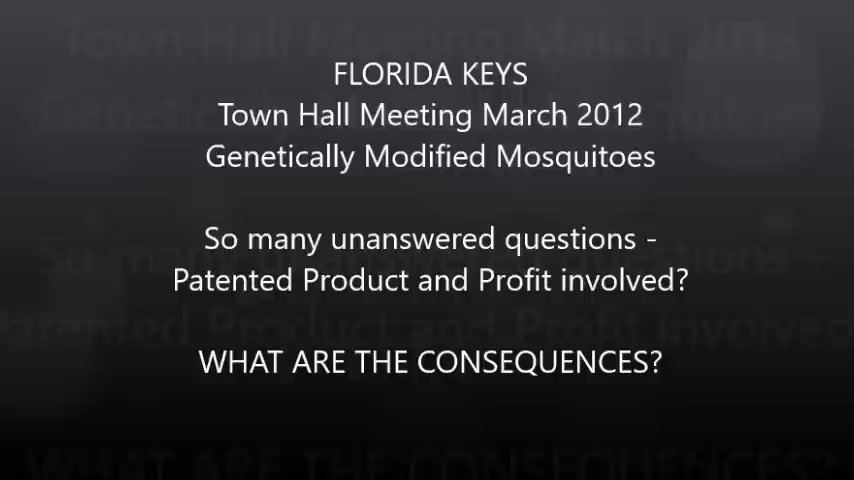 FLORIDA KEYS
Town Hall Meeting March 2012
Genetically Modified Mosquitoes
So many unanswered questions -
Patented Product and Profit involved?
WHAT ARE THE CONSEQUENCES?